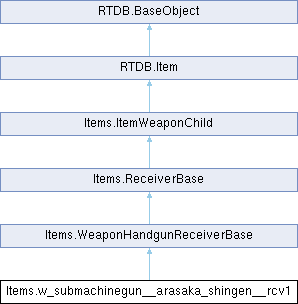 RTDB.BaseObject
RTDB.Item
Items.ItemWeaponChild
Items.ReceiverBase
Items.WeaponHandgunReceiverBase
Items.w_submachinegun__arasaka_shingen__rcv1